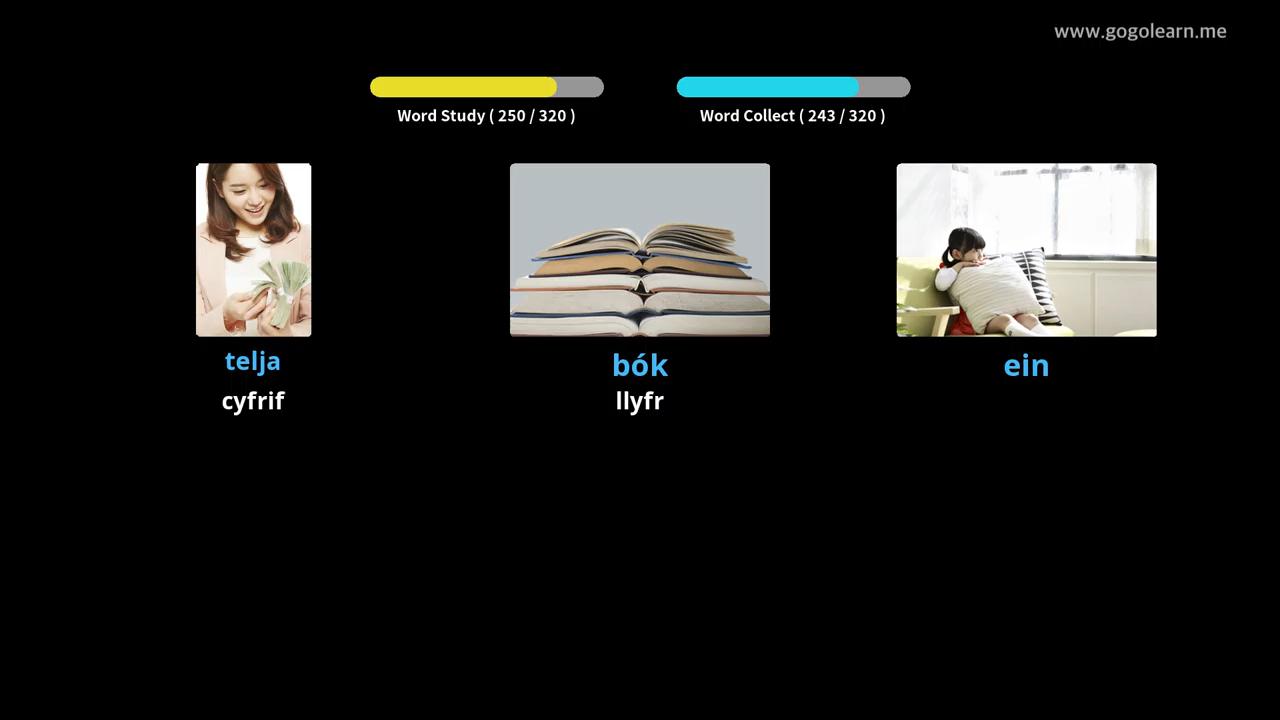 www.gogolearn.me
Word Study ( 250 / 320 )
Word Collect ( 243 / 320 )
telja
bók
ein
cyfrif
llyfr